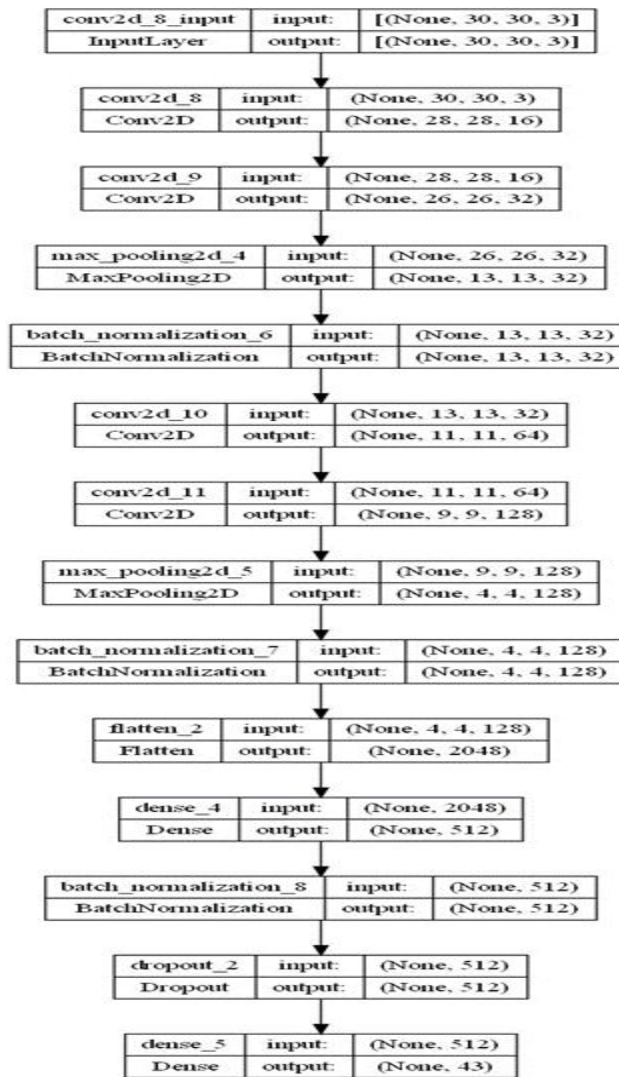 conv2d_8_input input: [(None, 30, 30, 3)]
InputLayer output: [(None, 30, 30, 3)]
conv2d_8 input: (None, 30, 30, 3)
Conv2D output: (None, 28, 28, 16)
conv2d_9 input: (None, 28, 28, 16)
Conv2D output: (None, 26, 26, 32)
max_pooling2d_4 input: (None, 26, 26, 32)
MaxPooling2D output: (None, 13, 13, 32)
batch_normalization_6 input: (None, 13, 13, 32)
BatchNormalization output: (None, 13, 13, 32)
conv2d_10 input: (None, 13, 13, 32)
Conv2D output: (None, 11, 11, 64)
conv2d_11 input: (None, 11, 11, 64)
Conv2D output: (None, 9, 9, 128)
max_pooling2d_5 input: (None, 9, 9, 128)
MaxPooling2D output: (None, 4, 4, 128)
batch_normalization_7 input: (None, 4, 4, 128)
BatchNormalization output: (None, 4, 4, 128)
flatten_2 input: (None, 4, 4, 128)
Flatten output: (None, 2048)
dense_4 input: (None, 2048)
Dense output: (None, 512)
batch_normalization_8 input: (None, 512)
BatchNormalization output: (None, 512)
dropout_2 input: (None, 512)
Dropout output: (None, 512)
dense_5 input: (None, 512)
Dense output: (None, 43)